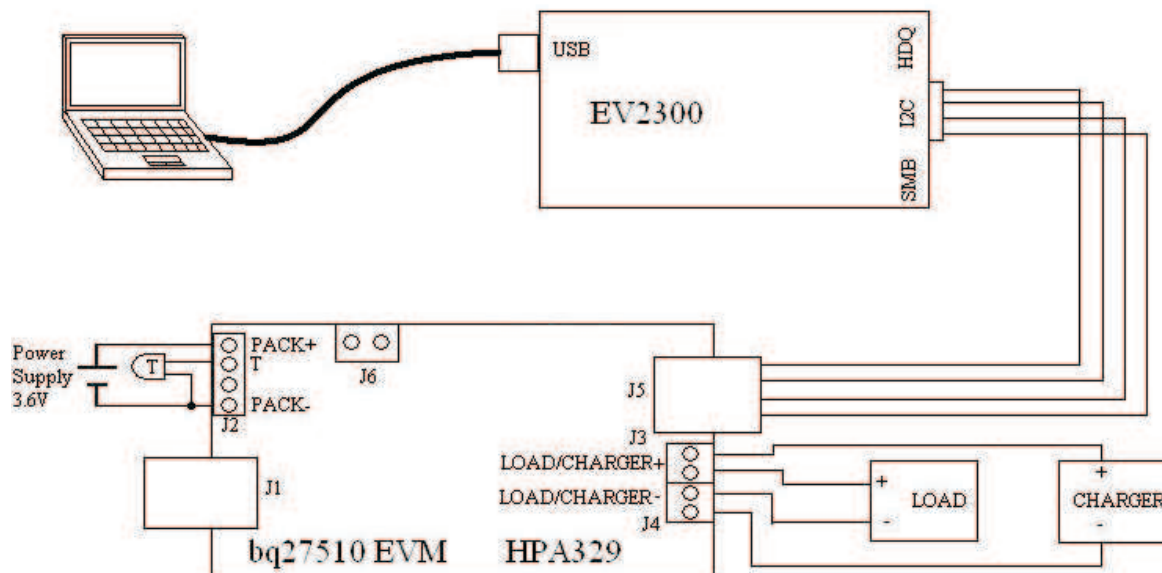 USB
HDQ
EV2300
I2C
SMB
Power
Supply
3.6V
T
PACK+
T
PACK-
J2
J6
J5
J3
LOAD/CHARGER+
LOAD/CHARGER-
J4
J1
+
-
LOAD
+
CHARGER
-
bq27510 EVM HPA329